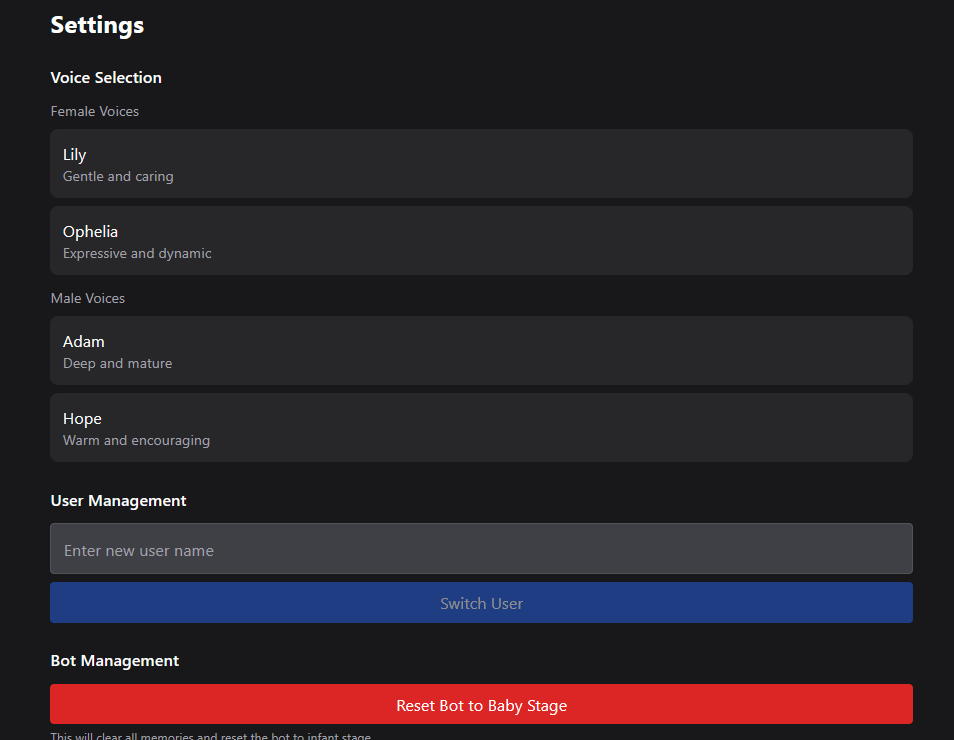 Settings
Voice Selection
Female Voices
Lily
Gentle and caring
Ophelia
Expressive and dynamic
Male Voices
Adam
Deep and mature
Hope
Warm and encouraging
User Management
Enter new user name
Switch User
Bot Management
Reset Bot to Baby Stage
This will clear all memories and reset the bot to infant stage